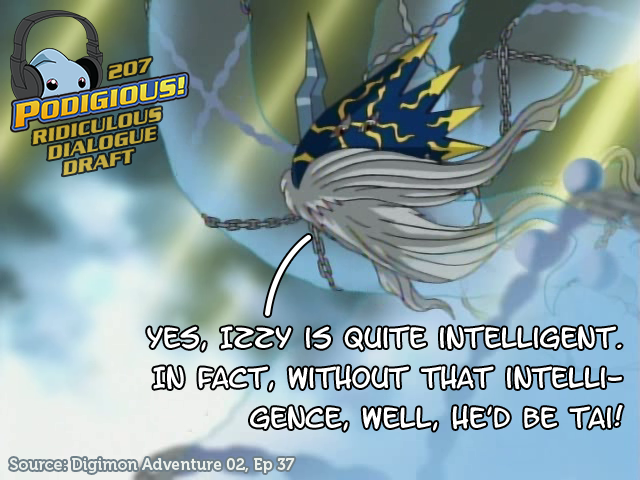 207
PODIGIOUS!
RIDICULOUS
DIALOGUE
DRAFT
YES, IZZY IS QUITE INTELLIGENT.
IN FACT, WITHOUT THAT INTELLI-
GENCE, WELL, HE'D BE TAI!
Source: Digimon Adventure 02, Ep 37